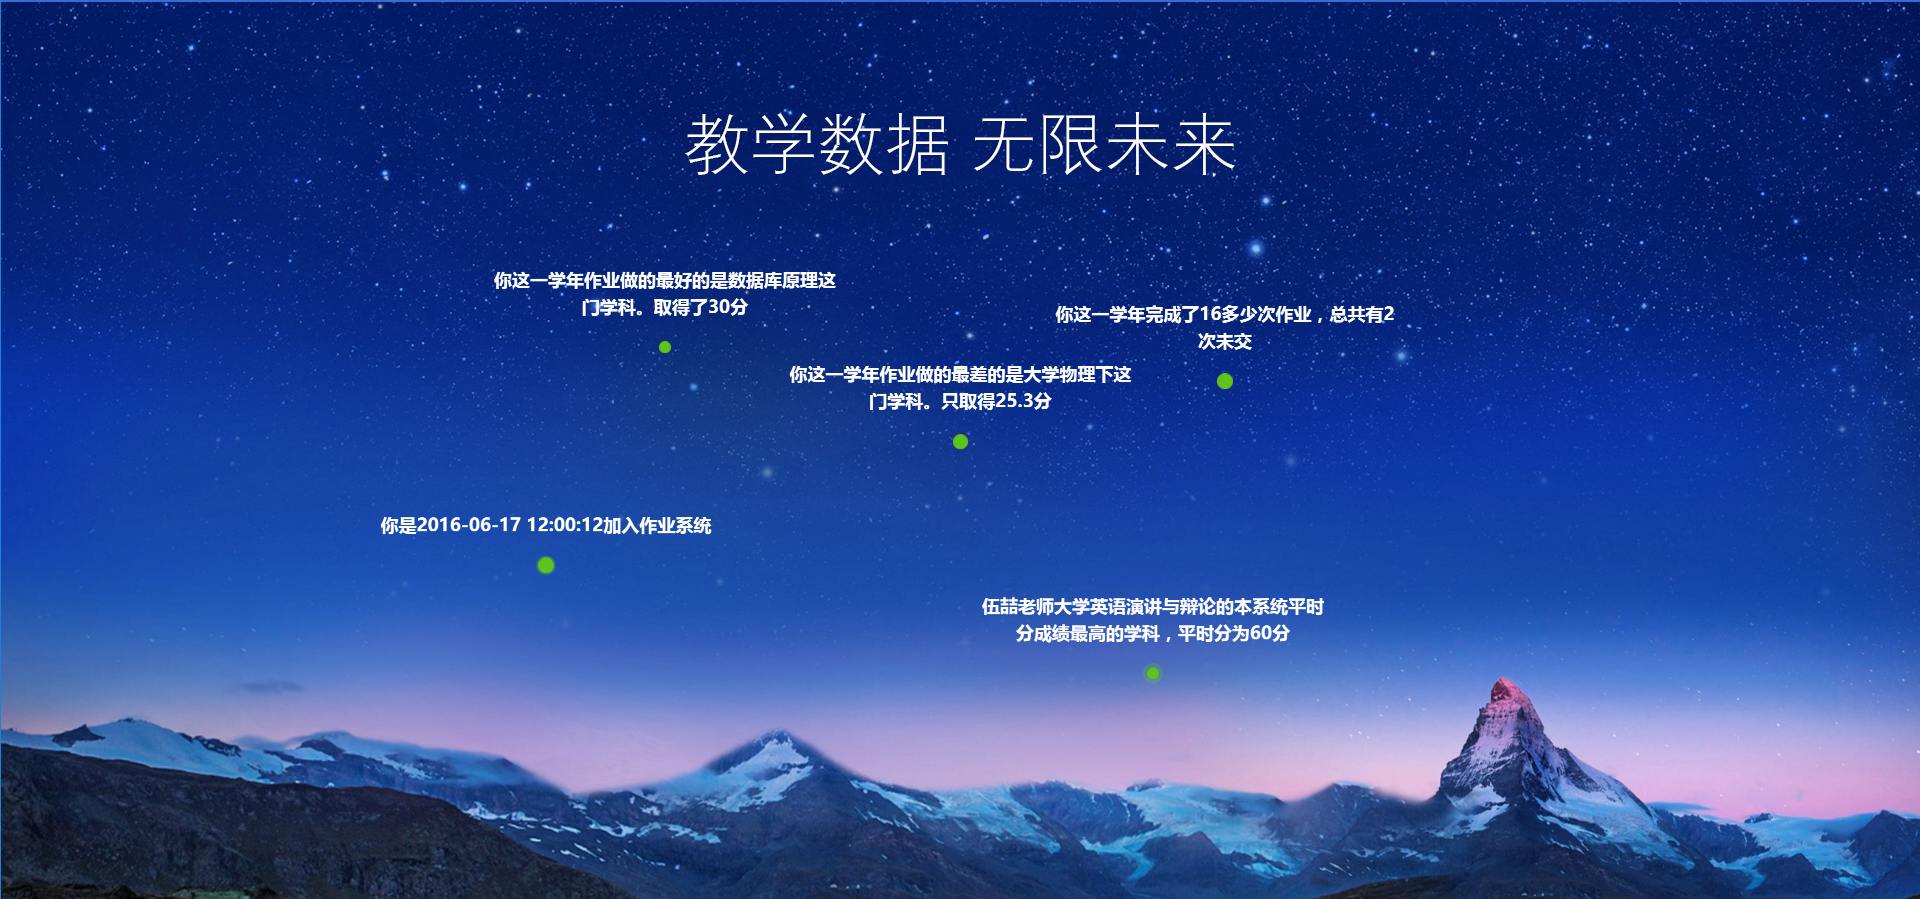 教学数据 无限未来
你这一学年作业做的最好的是数据库原理这
门学科。取得了30分
你这一学年完成了16多少次作业，总共有2
次未交
你这一学年作业做的最差的是大学物理下这
门学科。只取得25.3分
你是2016-06-17 12:00:12加入作业系统
伍喆老师大学英语演讲与辩论的本系统平时
分成绩最高的学科，平时分为60分